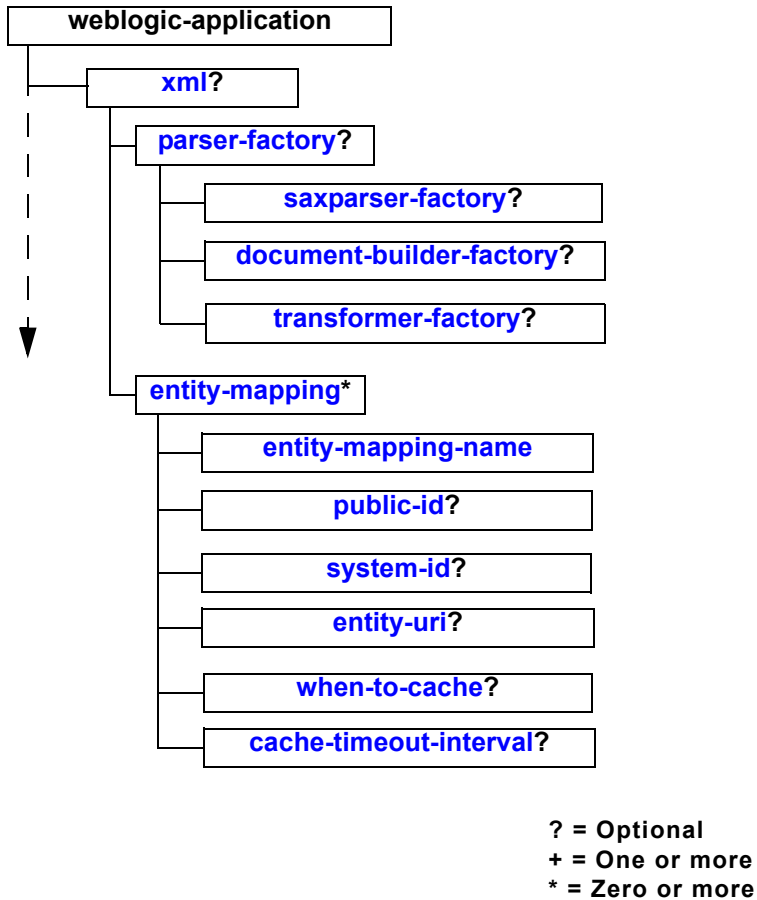 weblogic-application
xml?
parser-factory?
saxparser-factory?
document-builder-factory?
transformer-factory?
entity-mapping*
entity-mapping-name
public-id?
system-id?
entity-uri?
when-to-cache?
cache-timeout-interval?
? = Optional
+ = One or more
* = Zero or more